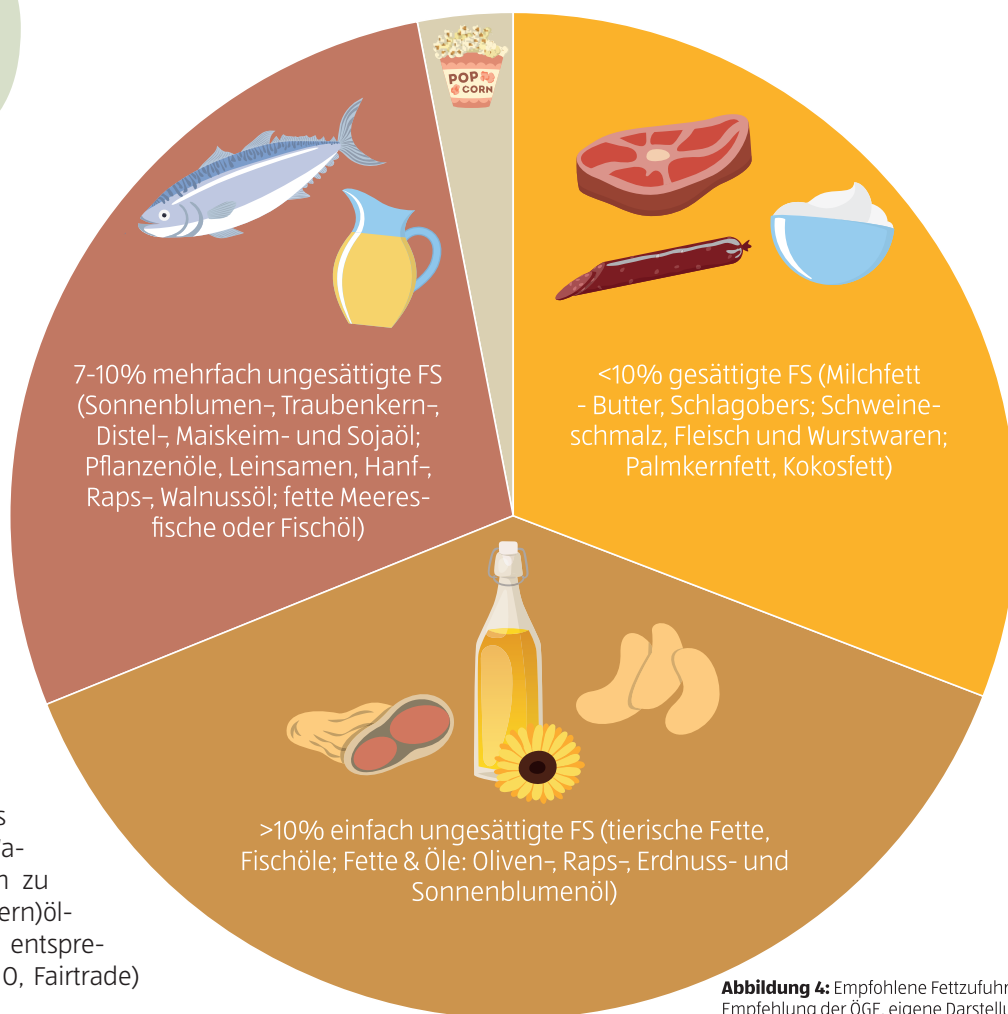 POP
CORN
7-10% mehrfach ungesättigte FS
(Sonnenblumen-, Traubenkern-,
Distel-, Maiskeim- und Sojaöl;
Pflanzenöle, Leinsamen, Hanf-,
Raps-, Walnussöl; fette Meeres-
fische oder Fischöl)
<10% gesättigte FS (Milchfett
- Butter, Schlagobers; Schweine-
schmalz, Fleisch und Wurstwaren;
Palmkernfett, Kokosfett)
>10% einfach ungesättigte FS (tierische Fette,
Fischöle; Fette & Öle: Oliven-, Raps-, Erdnuss- und
Sonnenblumenöl)
s
a-
zu
ern)öl-
entspre-
O, Fairtrade)
Abbildung 4: Empfohlene Fettzufuhr
Empfehlung der ÖGE, eigene Darstellu